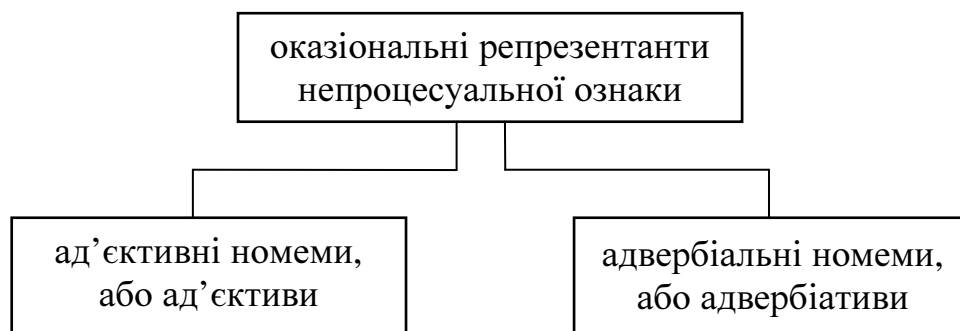 оказіональні репрезентанти
непроцесуальної ознаки
ад’єктивні номеми,
або ад’єктиви
адвербіальні номеми,
або адвербіативи